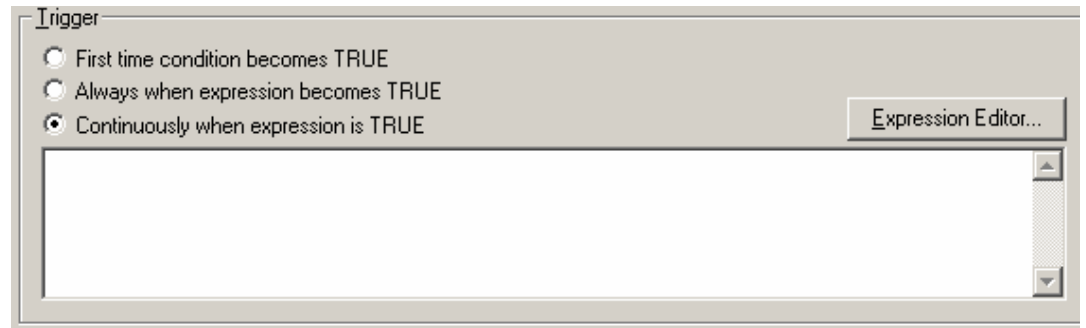 Trigger
First time condition becomes TRUE
Always when expression becomes TRUE
Continuously when expression is TRUE
Expression Editor...